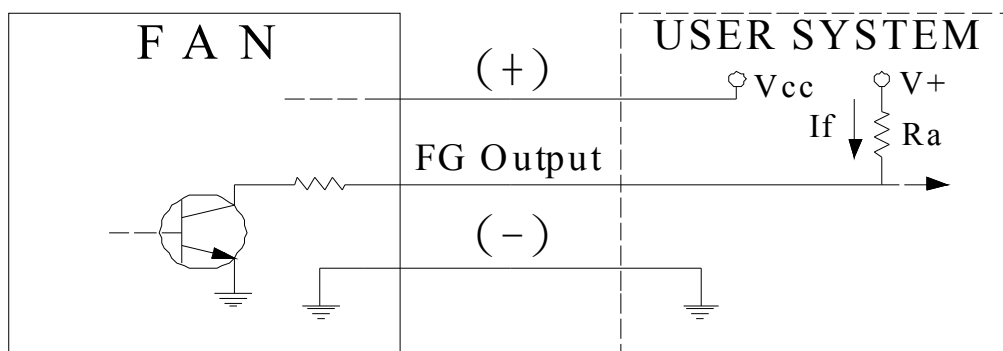 F A N
USER SYSTEM
(+)
Vcc
V+
If
Ra
FG Output
(-)